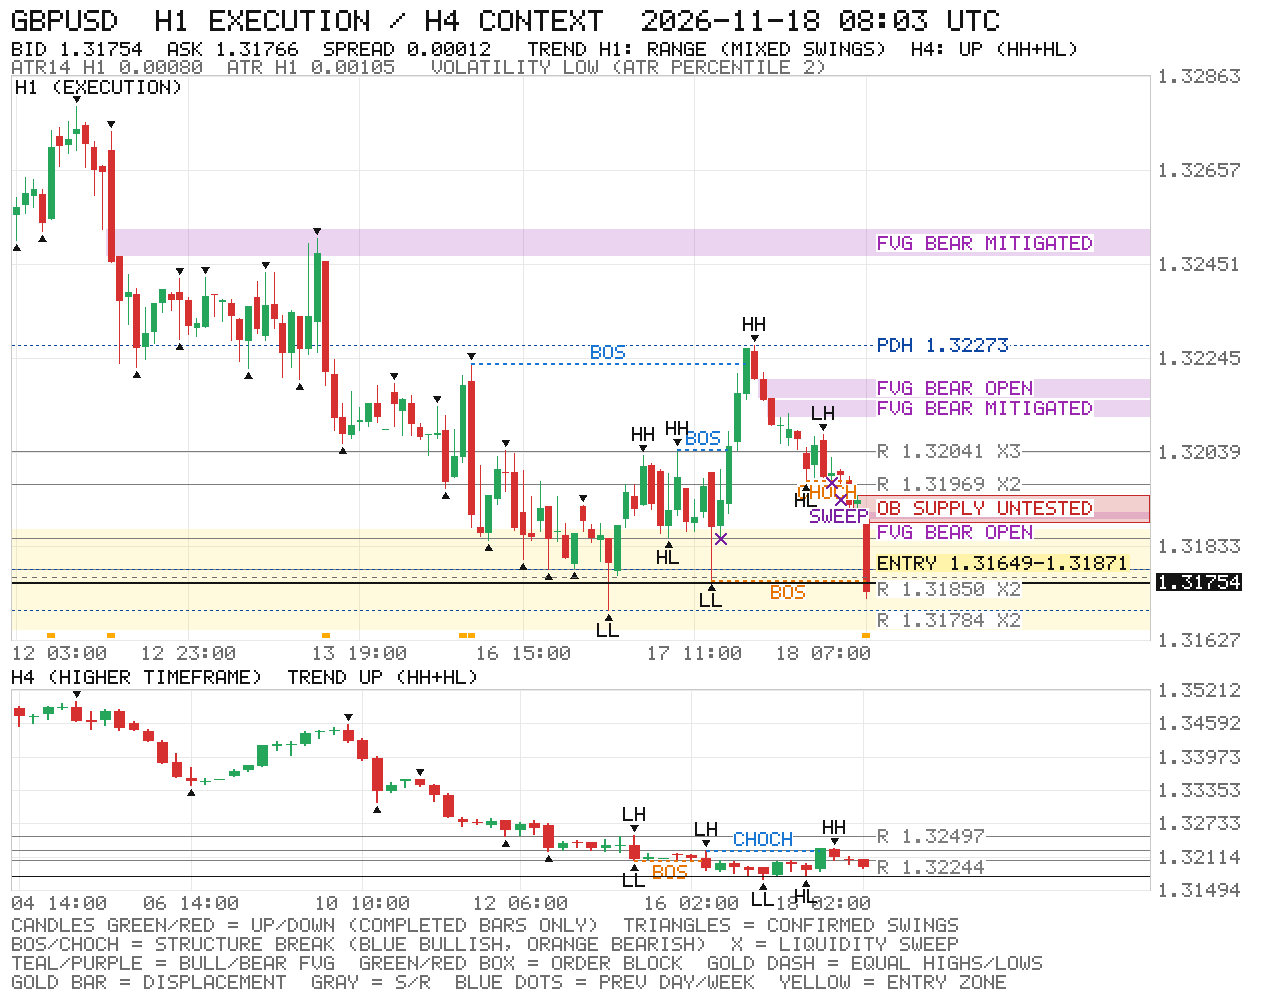 GBPUSD  H1 EXECUTION / H4 CONTEXT  2026-11-18 08:03 UTC
BID 1.31754  ASK 1.31766  SPREAD 0.00012   TREND H1: RANGE (MIXED SWINGS)  H4: UP (HH+HL)
ATR14 H1 0.00080  ATR H1 0.00105   VOLATILITY LOW (ATR PERCENTILE 2)
1.32863
H1 (EXECUTION)
1.32657
FVG BEAR MITIGATED
1.32451
HH
PDH 1.32273
BOS
1.32245
FVG BEAR OPEN
FVG BEAR MITIGATED
LH
HH
HH
BOS
R 1.32041 X3
1.32039
R 1.31969 X2
CHOCH
HL
OB SUPPLY UNTESTED
SWEEP
FVG BEAR OPEN
1.31833
HL
ENTRY 1.31649-1.31871
1.31754
R 1.31850 X2
BOS
LL
R 1.31784 X2
LL
1.31627
12 03:00
12 23:00
13 19:00
16 15:00
17 11:00
18 07:00
H4 (HIGHER TIMEFRAME)  TREND UP (HH+HL)
1.35212
1.34592
1.33973
1.33353
LH
1.32733
LH
HH
CHOCH
R 1.32497
1.32114
BOS
R 1.32244
LL
1.31494
LL
HL
04 14:00
06 14:00
10 10:00
12 06:00
16 02:00
18 02:00
CANDLES GREEN/RED = UP/DOWN (COMPLETED BARS ONLY)  TRIANGLES = CONFIRMED SWINGS
BOS/CHOCH = STRUCTURE BREAK (BLUE BULLISH, ORANGE BEARISH)  X = LIQUIDITY SWEEP
TEAL/PURPLE = BULL/BEAR FVG  GREEN/RED BOX = ORDER BLOCK  GOLD DASH = EQUAL HIGHS/LOWS
GOLD BAR = DISPLACEMENT  GRAY = S/R  BLUE DOTS = PREV DAY/WEEK  YELLOW = ENTRY ZONE